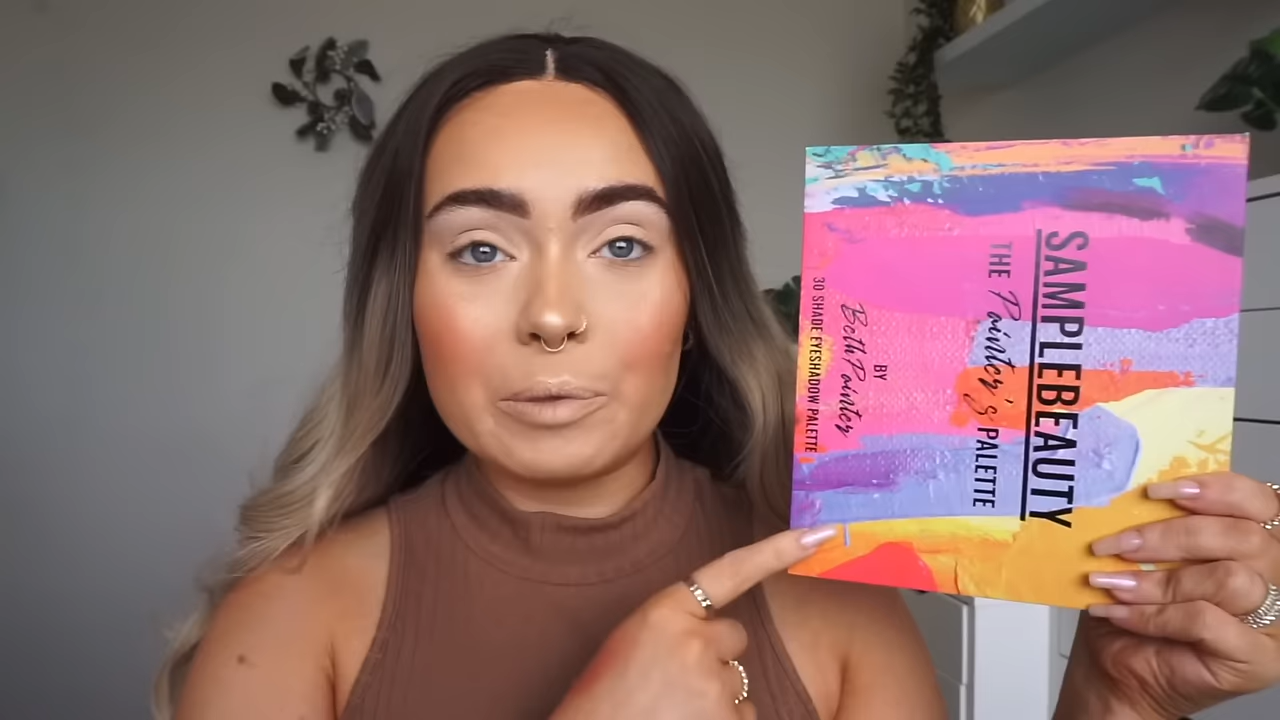 SAMPLEBEAUTY
THE Painter's PALETTE
BY
Beth Painter
30 SHADE EYESHADOW PALETTE